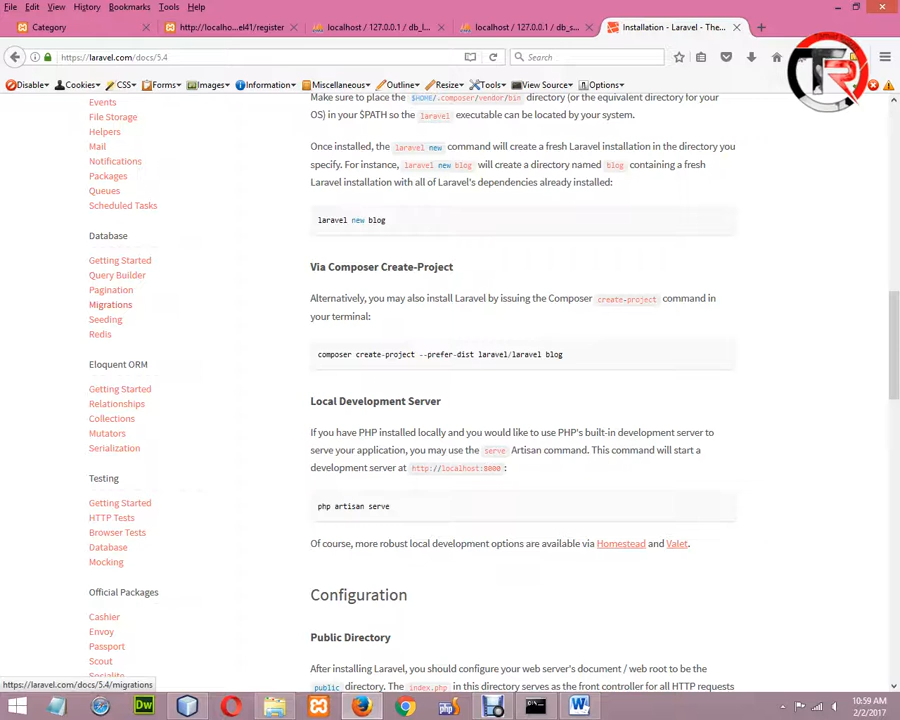 File Edit View History Bookmarks Tools Help
Category
http://localho...el41/register
localhost / 127.0.0.1 / db_l...
localhost / 127.0.0.1 / db_s...
Installation - Laravel - The...
https://laravel.com/docs/5.4
Search
Disable Cookies CSS Forms Images Information Miscellaneous Outline Resize Tools View Source Options
TR
Events
File Storage
Helpers
Mail
Notifications
Packages
Queues
Scheduled Tasks
Database
Getting Started
Query Builder
Pagination
Migrations
Seeding
Redis
Eloquent ORM
Getting Started
Relationships
Collections
Mutators
Serialization
Testing
Getting Started
HTTP Tests
Browser Tests
Database
Mocking
Official Packages
Cashier
Envoy
Passport
Scout
Socialite
Make sure to place the $HOME/.composer/vendor/bin directory (or the equivalent directory for your
OS) in your $PATH so the laravel executable can be located by your system.
Once installed, the laravel new command will create a fresh Laravel installation in the directory you
specify. For instance, laravel new blog will create a directory named blog containing a fresh
Laravel installation with all of Laravel's dependencies already installed:
laravel new blog
Via Composer Create-Project
Alternatively, you may also install Laravel by issuing the Composer create-project command in
your terminal:
composer create-project --prefer-dist laravel/laravel blog
Local Development Server
If you have PHP installed locally and you would like to use PHP's built-in development server to
serve your application, you may use the serve Artisan command. This command will start a
development server at http://localhost:8000 :
php artisan serve
Of course, more robust local development options are available via Homestead and Valet.
Configuration
Public Directory
After installing Laravel, you should configure your web server's document / web root to be the
public directory. The index.php in this directory serves as the front controller for all HTTP requests
https://laravel.com/docs/5.4/migrations
Dw
php
10:59 AM
2/2/2017